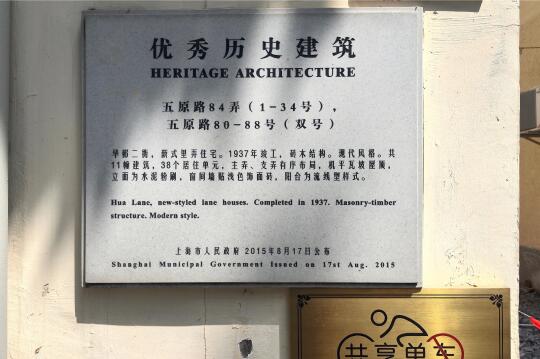 优秀历史建筑
HERITAGE ARCHITECTURE
五原路84弄（1-34号），
五原路80-88号（双号）
华邨二街，新式里弄住宅。1937年竣工，砖木结构。现代风格。共
11幢建筑，38个居住单元，主弄、支弄有序布局，机平瓦坡屋顶，
立面为水泥粉刷，窗间墙贴浅色饰面砖，阳台为流线型样式。
Hua Lane, new-styled lane houses. Completed in 1937. Masonry-timber
structure. Modern style.
上海市人民政府 2015年8月17日公布
Shanghai Municipal Government Issued on 17st Aug. 2015
共享单车